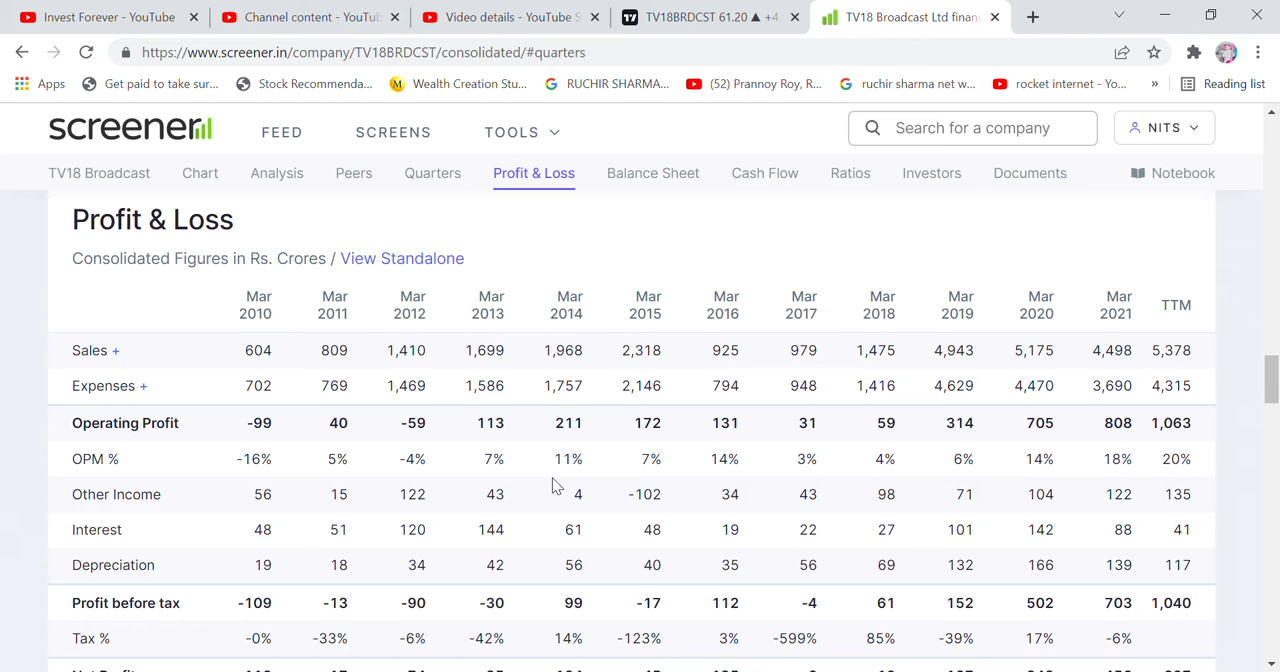 Invest Forever - YouTube
Channel content - YouTub
Video details - YouTube S
TV18BRDCST 61.20 ▲ +4.
TV18 Broadcast Ltd finan
https://www.screener.in/company/TV18BRDCST/consolidated/#quarters
Apps Get paid to take sur... Stock Recommenda... M Wealth Creation Stu... RUCHIR SHARMA... (52) Prannoy Roy, R... ruchir sharma net w... rocket internet - Yo... » Reading list
screener FEED SCREENS TOOLS Search for a company NITS
TV18 Broadcast Chart Analysis Peers Quarters Profit & Loss Balance Sheet Cash Flow Ratios Investors Documents Notebook
Profit & Loss
Consolidated Figures in Rs. Crores / View Standalone
Mar 2010 Mar 2011 Mar 2012 Mar 2013 Mar 2014 Mar 2015 Mar 2016 Mar 2017 Mar 2018 Mar 2019 Mar 2020 Mar 2021 TTM
Sales + 604 809 1,410 1,699 1,968 2,318 925 979 1,475 4,943 5,175 4,498 5,378
Expenses + 702 769 1,469 1,586 1,757 2,146 794 948 1,416 4,629 4,470 3,690 4,315
Operating Profit -99 40 -59 113 211 172 131 31 59 314 705 808 1,063
OPM % -16% 5% -4% 7% 11% 7% 14% 3% 4% 6% 14% 18% 20%
Other Income 56 15 122 43 4 -102 34 43 98 71 104 122 135
Interest 48 51 120 144 61 48 19 22 27 101 142 88 41
Depreciation 19 18 34 42 56 40 35 56 69 132 166 139 117
Profit before tax -109 -13 -90 -30 99 -17 112 -4 61 152 502 703 1,040
Tax % -0% -33% -6% -42% 14% -123% 3% -599% 85% -39% 17% -6%